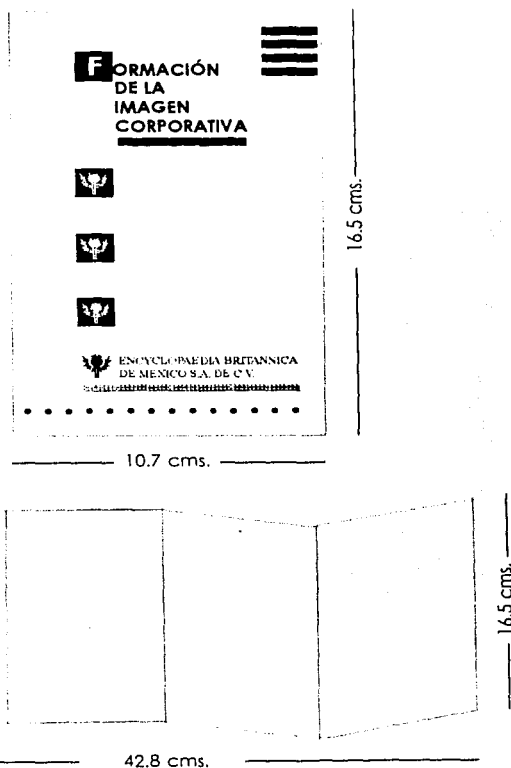 FORMACIÓN
DE LA
IMAGEN
CORPORATIVA
16.5 cms.
ENCYCLOPAEDIA BRITANNICA
DE MEXICO S.A. DE C.V.
10.7 cms.
16.5 cms.
42.8 cms.